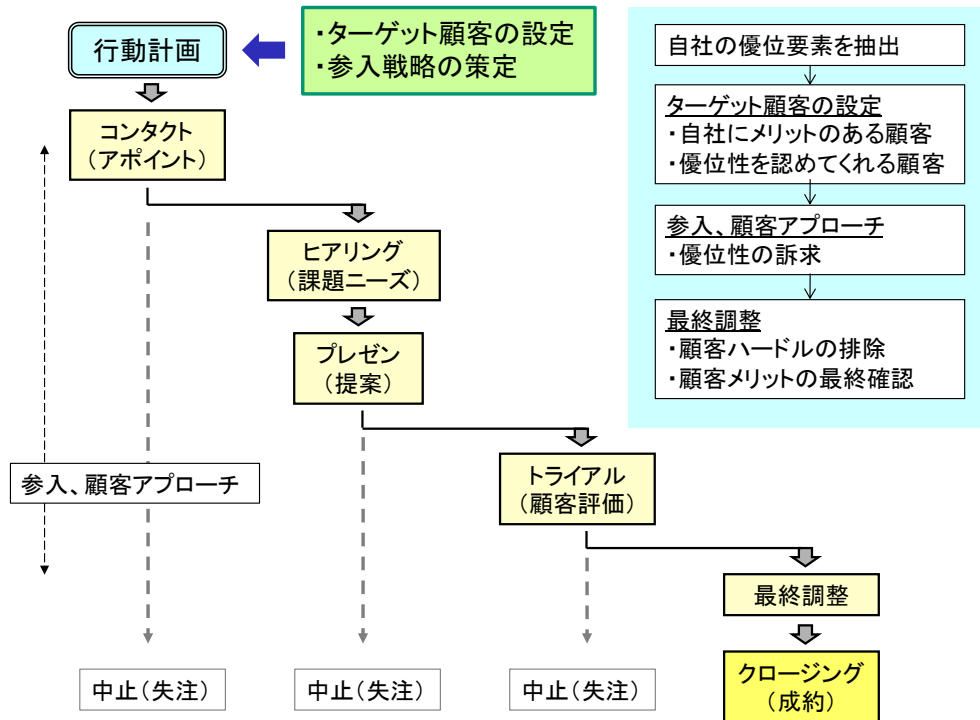 行動計画
・ターゲット顧客の設定
・参入戦略の策定
コンタクト
（アポイント）
ヒアリング
（課題ニーズ）
プレゼン
（提案）
トライアル
（顧客評価）
最終調整
クロージング
（成約）
参入、顧客アプローチ
中止（失注）
中止（失注）
中止（失注）
自社の優位要素を抽出
ターゲット顧客の設定
・自社にメリットのある顧客
・優位性を認めてくれる顧客
参入、顧客アプローチ
・優位性の訴求
最終調整
・顧客ハードルの排除
・顧客メリットの最終確認